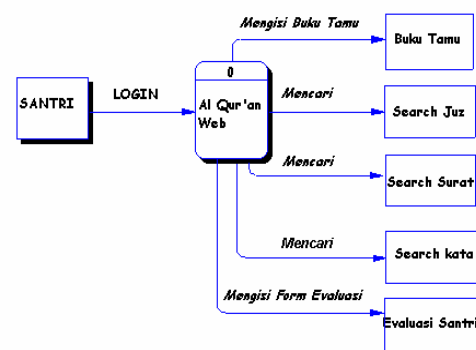 Mengisi Buku Tamu
Buku Tamu
0
SANTRI
LOGIN
Al Qur'an
Web
Mencari
Search Juz
Mencari
Search Surat
Mencari
Search kata
Mengisi Form Evaluasi
Evaluasi Santri